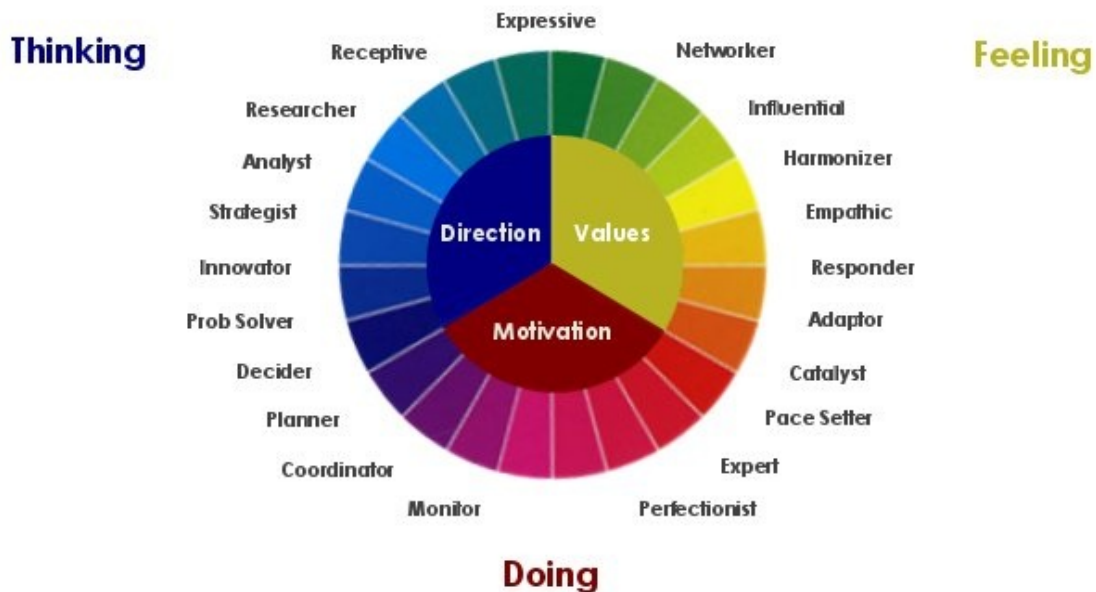 Expressive
Thinking
Receptive
Networker
Feeling
Researcher
Influential
Analyst
Harmonizer
Strategist
Empathic
Direction
Values
Innovator
Responder
Prob Solver
Adaptor
Motivation
Decider
Catalyst
Planner
Pace Setter
Coordinator
Expert
Monitor
Perfectionist
Doing